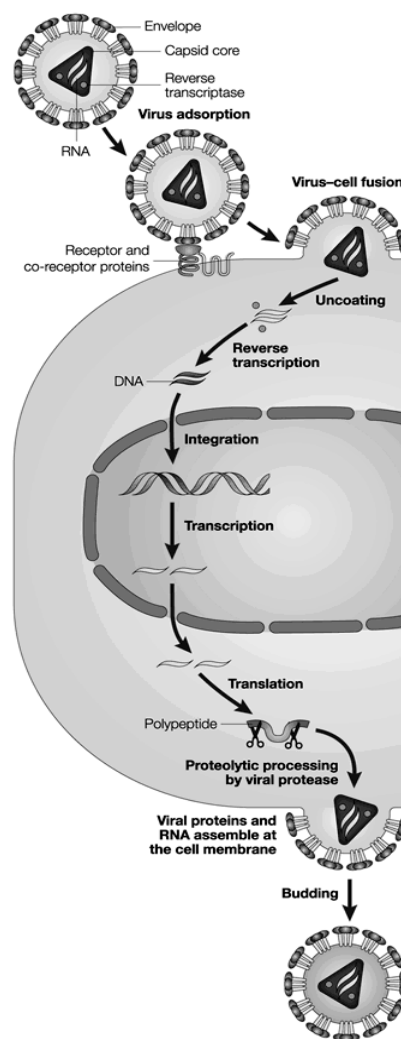 Envelope
Capsid core
Reverse
transcriptase
RNA
Virus adsorption
Virus–cell fusion
Receptor and
co-receptor proteins
Uncoating
Reverse
transcription
DNA
Integration
Transcription
Translation
Polypeptide
Proteolytic processing
by viral protease
Viral proteins and
RNA assemble at
the cell membrane
Budding